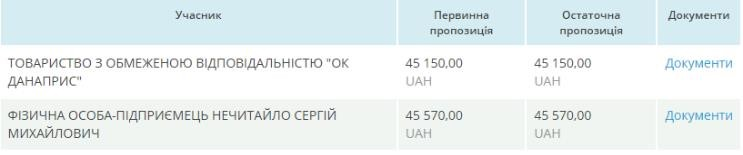 Учасник Первинна пропозиція Остаточна пропозиція Документи
ТОВАРИСТВО З ОБМЕЖЕНОЮ ВІДПОВІДАЛЬНІСТЮ "ОК ДАНАПРИС" 45 150,00 UAH 45 150,00 UAH Документи
ФІЗИЧНА ОСОБА-ПІДПРИЄМЕЦЬ НЕЧИТАЙЛО СЕРГІЙ МИХАЙЛОВИЧ 45 570,00 UAH 45 570,00 UAH Документи